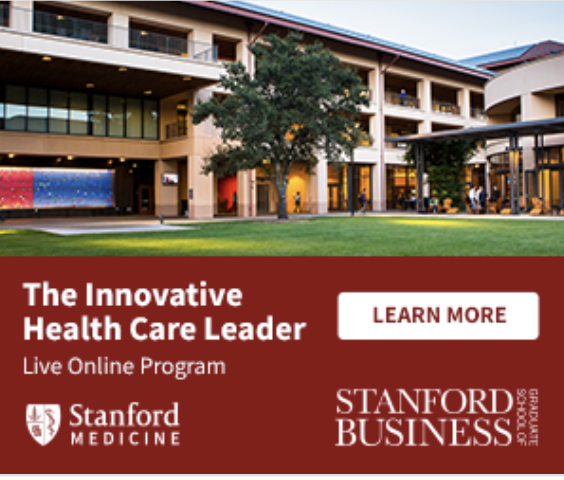 The Innovative
Health Care Leader
Live Online Program
LEARN MORE
Stanford
MEDICINE
STANFORD
BUSINESS
GRADUATE
SCHOOL OF